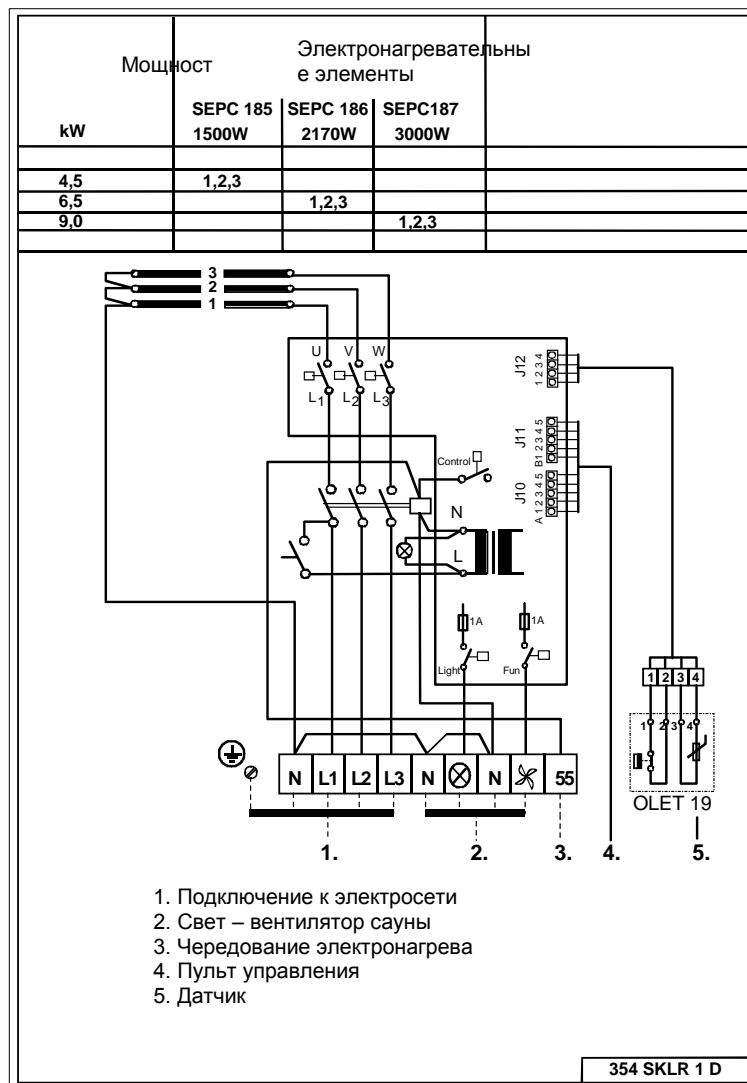 Мощност
Электронагревательны
е элементы
kW
SEPC 185
1500W
SEPC 186
2170W
SEPC187
3000W
4,5
1,2,3
6,5
1,2,3
9,0
1,2,3
3
2
1
U
V
W
L1
L2
L3
J12
1 2 3 4
J11
B1 2 3 4 5
J10
A 1 2 3 4 5
Control
N
L
1A
1A
Light
Fun
1 2 3 4
1 2 3 4
OLET 19
N L1 L2 L3 N N 55
1. 2. 3. 4. 5.
1. Подключение к электросети
2. Свет – вентилятор сауны
3. Чередование электронагрева
4. Пульт управления
5. Датчик
354 SKLR 1 D